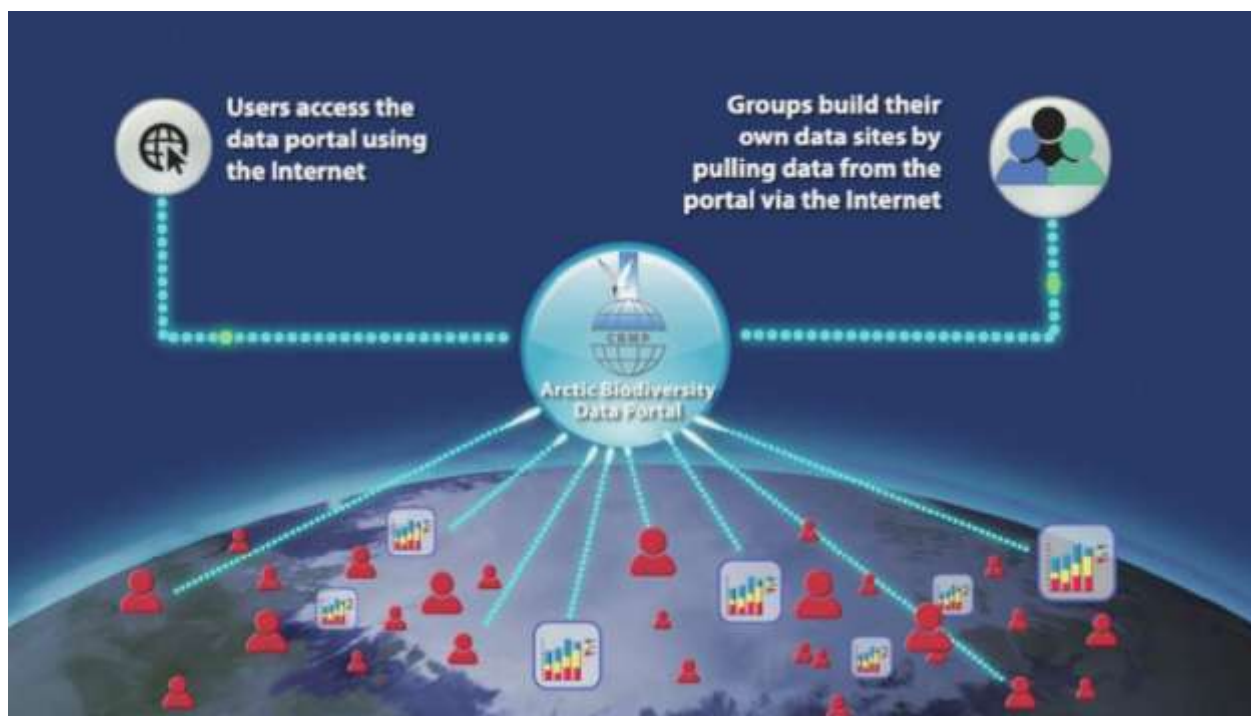 Users access the
data portal using
the Internet
Groups build their
own data sites by
pulling data from the
portal via the Internet
CBMP
Arctic Biodiversity
Data Portal